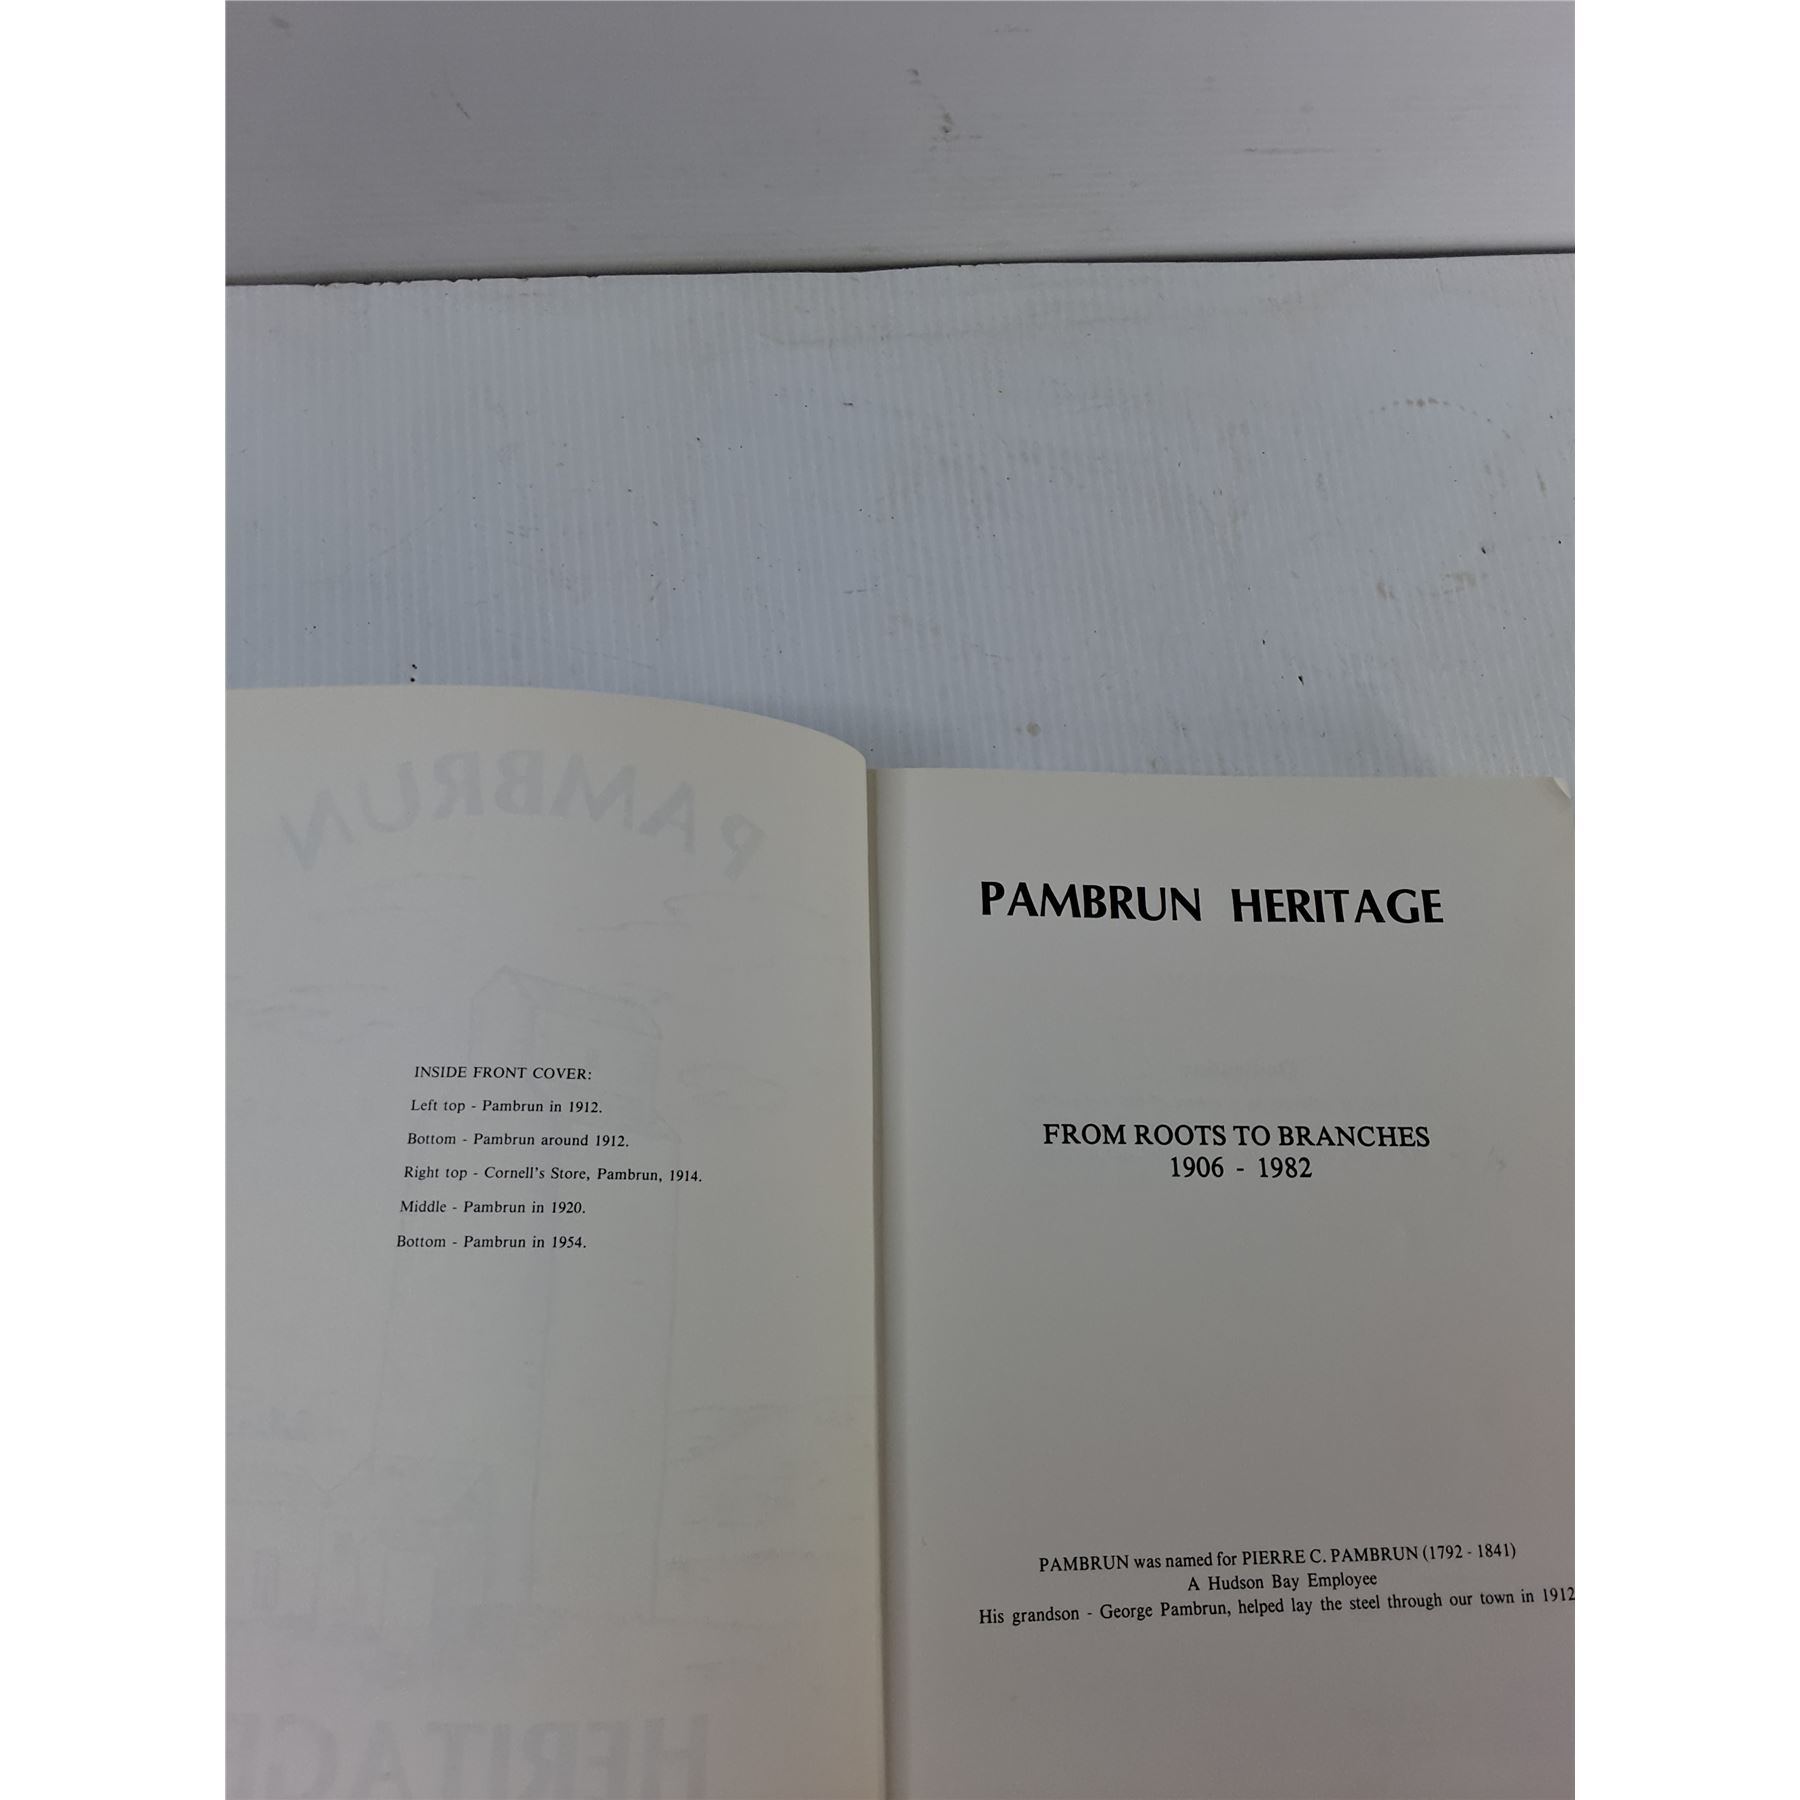 PAMBRUN
INSIDE FRONT COVER:
Left top - Pambrun in 1912.
Bottom - Pambrun around 1912.
Right top - Cornell's Store, Pambrun, 1914.
Middle - Pambrun in 1920.
Bottom - Pambrun in 1954.
HERITAGE
PAMBRUN HERITAGE
FROM ROOTS TO BRANCHES
1906 - 1982
PAMBRUN was named for PIERRE C. PAMBRUN (1792 - 1841)
A Hudson Bay Employee
His grandson - George Pambrun, helped lay the steel through our town in 1912